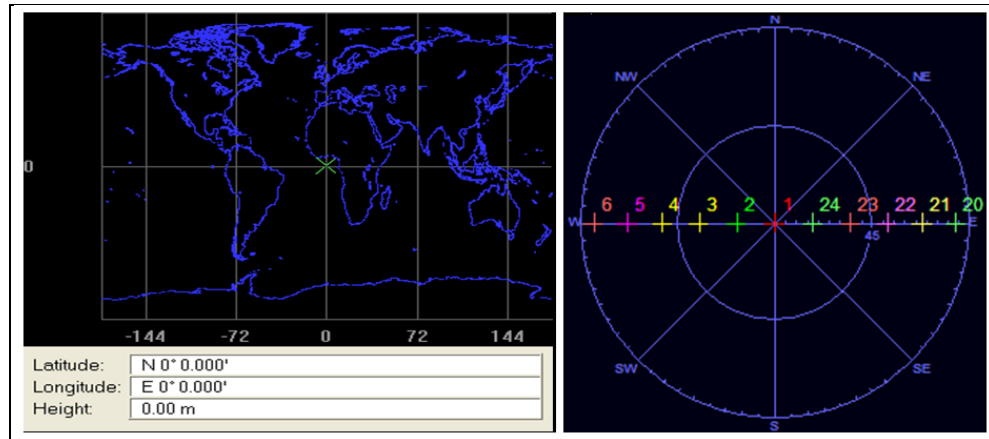 0
-144 -72 0 72 144
Latitude: N 0° 0.000'
Longitude: E 0° 0.000'
Height: 0.00 m
N
NW NE
6 5 4 3 2 1 24 23 22 21 20
W E
45
SW SE
S